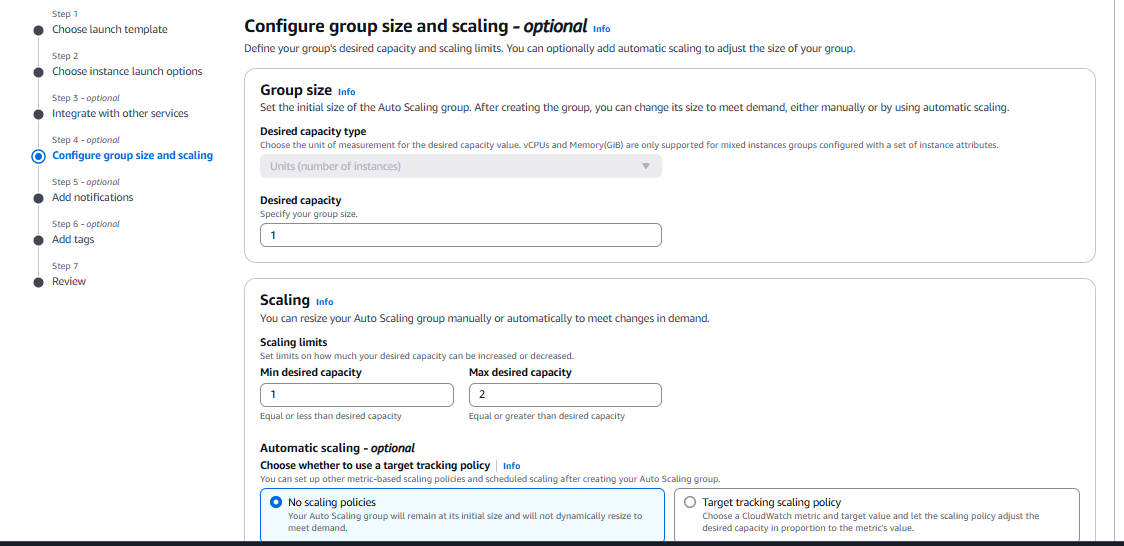 Step 1
Choose launch template
Step 2
Choose instance launch options
Step 3 - optional
Integrate with other services
Step 4 - optional
Configure group size and scaling
Step 5 - optional
Add notifications
Step 6 - optional
Add tags
Step 7
Review
Configure group size and scaling - optional Info
Define your group's desired capacity and scaling limits. You can optionally add automatic scaling to adjust the size of your group.
Group size Info
Set the initial size of the Auto Scaling group. After creating the group, you can change its size to meet demand, either manually or by using automatic scaling.
Desired capacity type
Choose the unit of measurement for the desired capacity value. vCPUs and Memory(GiB) are only supported for mixed instances groups configured with a set of instance attributes.
Units (number of instances)
Desired capacity
Specify your group size.
1
Scaling Info
You can resize your Auto Scaling group manually or automatically to meet changes in demand.
Scaling limits
Set limits on how much your desired capacity can be increased or decreased.
Min desired capacity
1
Equal or less than desired capacity
Max desired capacity
2
Equal or greater than desired capacity
Automatic scaling - optional
Choose whether to use a target tracking policy Info
You can set up other metric-based scaling policies and scheduled scaling after creating your Auto Scaling group.
No scaling policies
Your Auto Scaling group will remain at its initial size and will not dynamically resize to
meet demand.
Target tracking scaling policy
Choose a CloudWatch metric and target value and let the scaling policy adjust the
desired capacity in proportion to the metric's value.